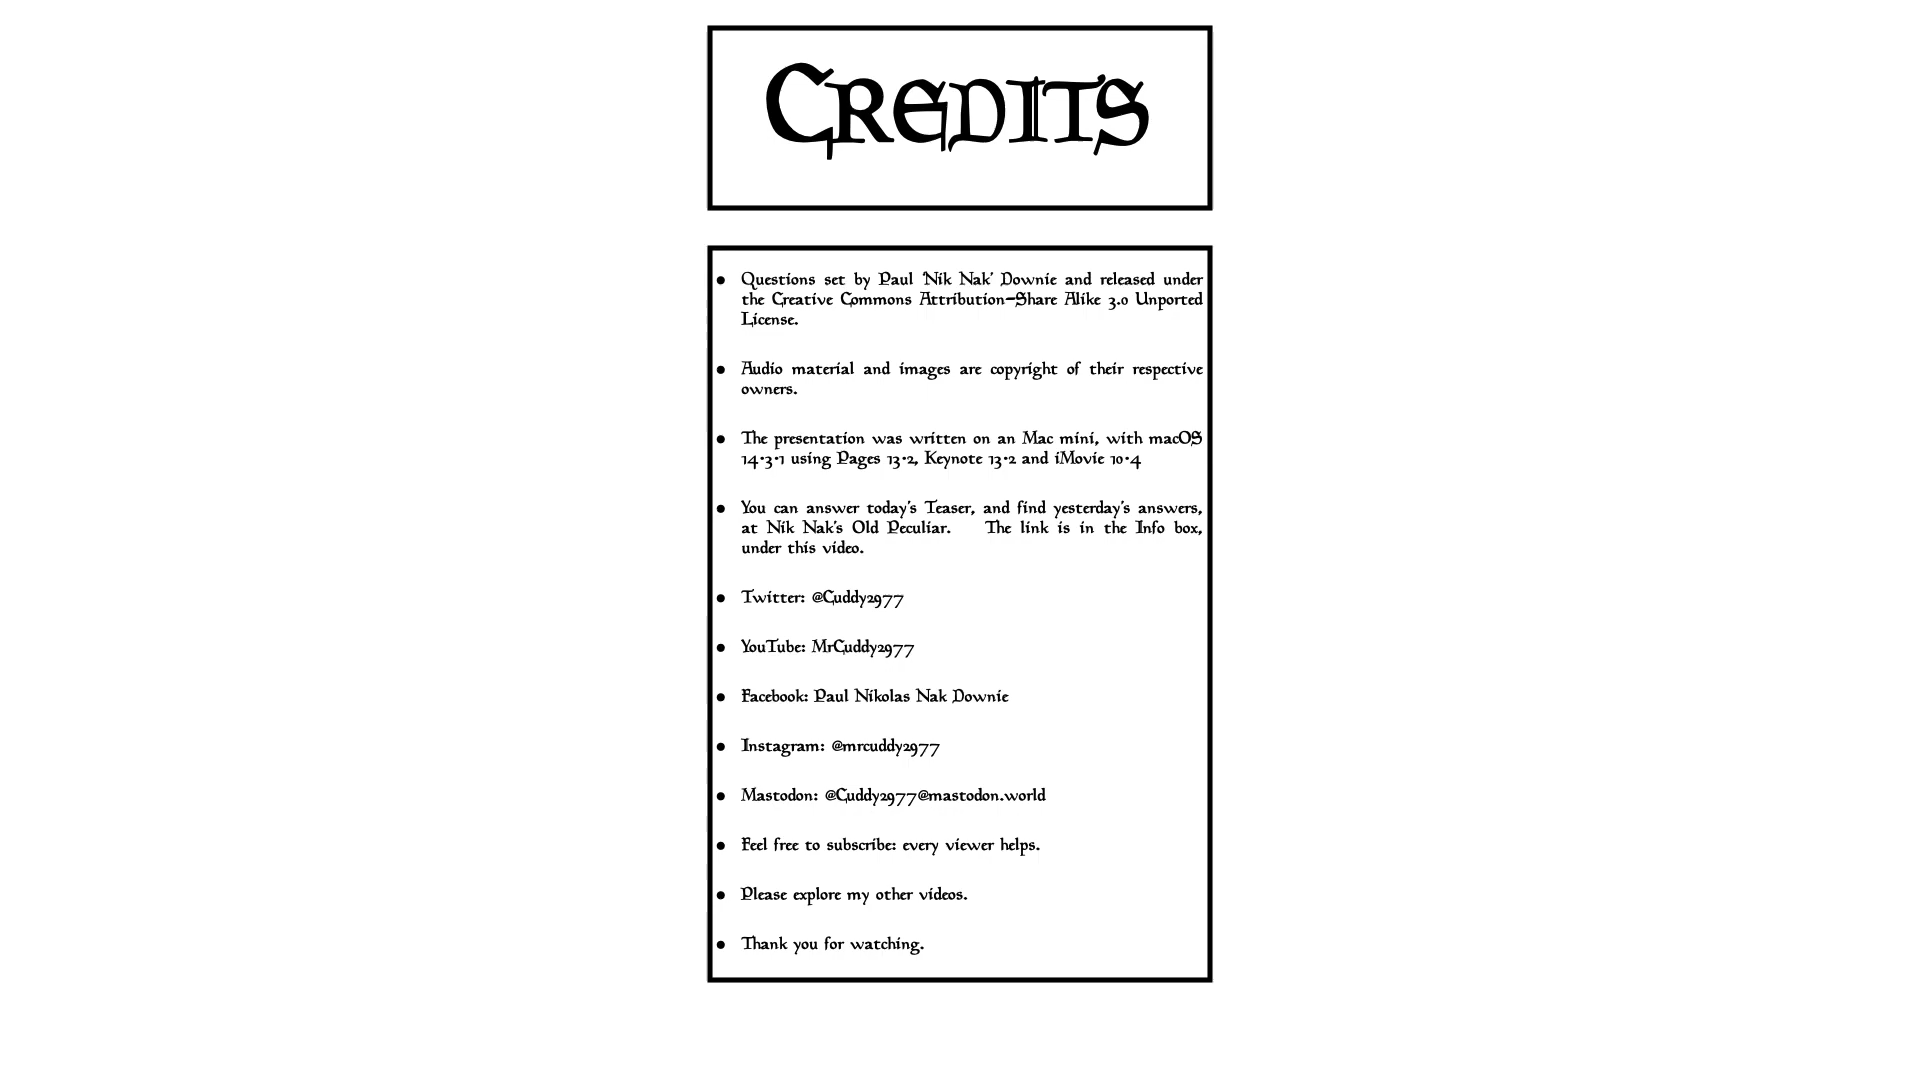 Credits
• Questions set by Paul 'Nik Nak' Downie and released under
the Creative Commons Attribution-Share Alike 3.0 Unported
License.
• Audio material and images are copyright of their respective
owners.
• The presentation was written on an Mac mini, with macOS
14·3·1 using Pages 13·2, Keynote 13·2 and iMovie 10·4
• You can answer today's Teaser, and find yesterday's answers,
at Nik Nak's Old Peculiar. The link is in the Info box,
under this video.
• Twitter: @Cuddy2977
• YouTube: MrCuddy2977
• Facebook: Paul Nikolas Nak Downie
• Instagram: @mrcuddy2977
• Mastodon: @Cuddy2977@mastodon.world
• Feel free to subscribe: every viewer helps.
• Please explore my other videos.
• Thank you for watching.